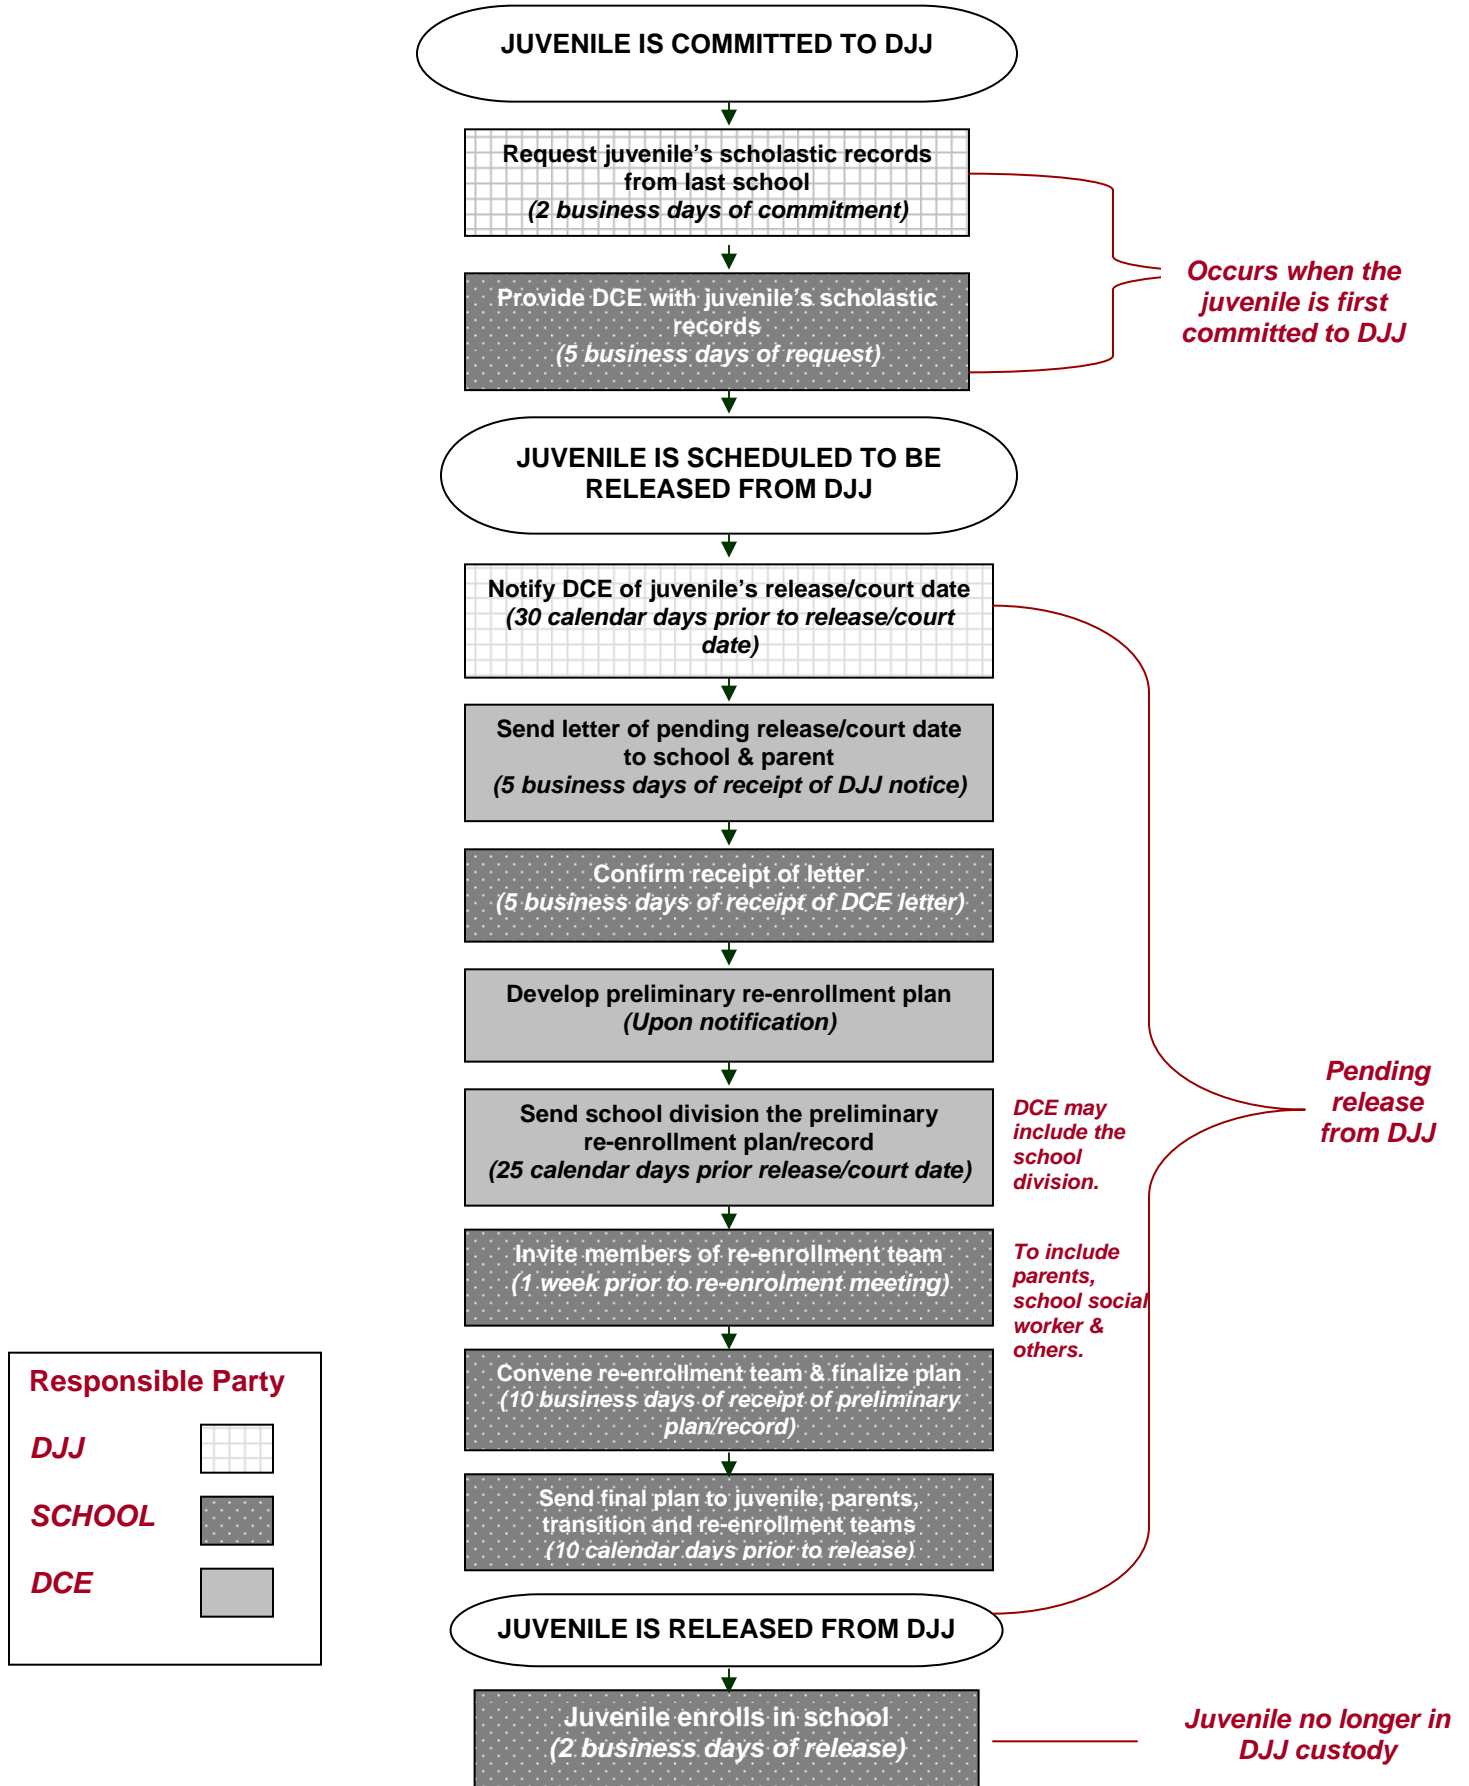 JUVENILE IS COMMITTED TO DJJ
Request juvenile’s scholastic records
from last school
(2 business days of commitment)
Provide DCE with juvenile’s scholastic
records
(5 business days of request)
Occurs when the
juvenile is first
committed to DJJ
JUVENILE IS SCHEDULED TO BE
RELEASED FROM DJJ
Notify DCE of juvenile’s release/court date
(30 calendar days prior to release/court
date)
Send letter of pending release/court date
to school & parent
(5 business days of receipt of DJJ notice)
Confirm receipt of letter
(5 business days of receipt of DCE letter)
Develop preliminary re-enrollment plan
(Upon notification)
Send school division the preliminary
re-enrollment plan/record
(25 calendar days prior release/court date)
DCE may
include the
school
division.
Pending
release
from DJJ
Invite members of re-enrollment team
(1 week prior to re-enrolment meeting)
To include
parents,
school social
worker &
others.
Convene re-enrollment team & finalize plan
(10 business days of receipt of preliminary
plan/record)
Send final plan to juvenile, parents,
transition and re-enrollment teams
(10 calendar days prior to release)
JUVENILE IS RELEASED FROM DJJ
Juvenile enrolls in school
(2 business days of release)
Juvenile no longer in
DJJ custody
Responsible Party
DJJ
SCHOOL
DCE